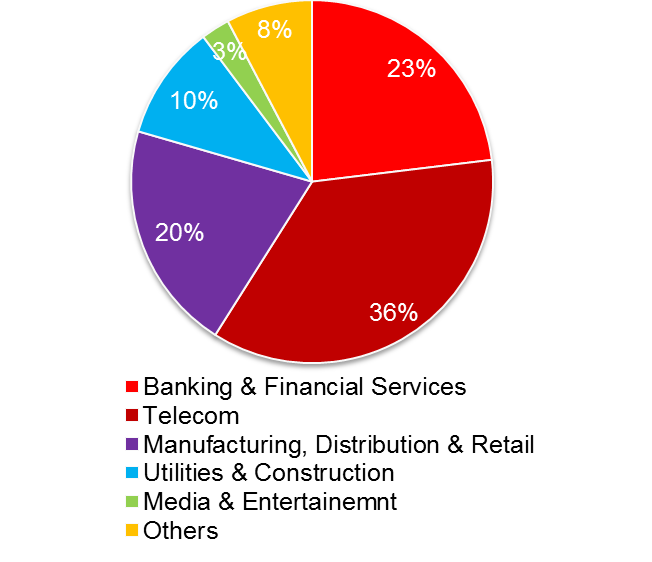 8%
3%
23%
10%
20%
36%
Banking & Financial Services
Telecom
Manufacturing, Distribution & Retail
Utilities & Construction
Media & Entertainemnt
Others